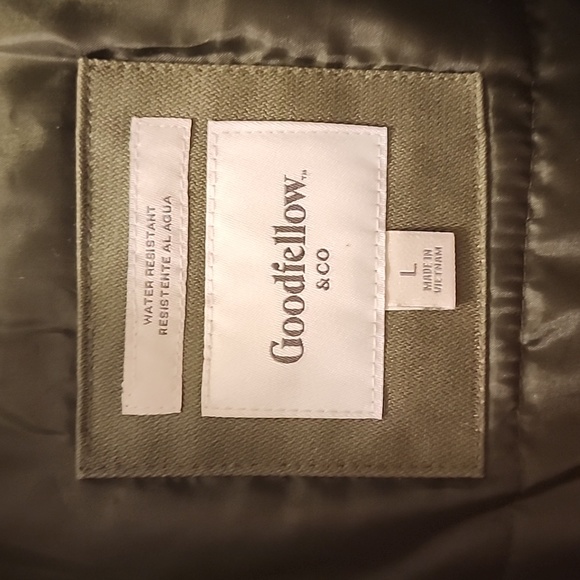 WATER RESISTANT
RESISTENTE AL AGUA
Goodfellow™
& CO
L
MADE IN
VIETNAM